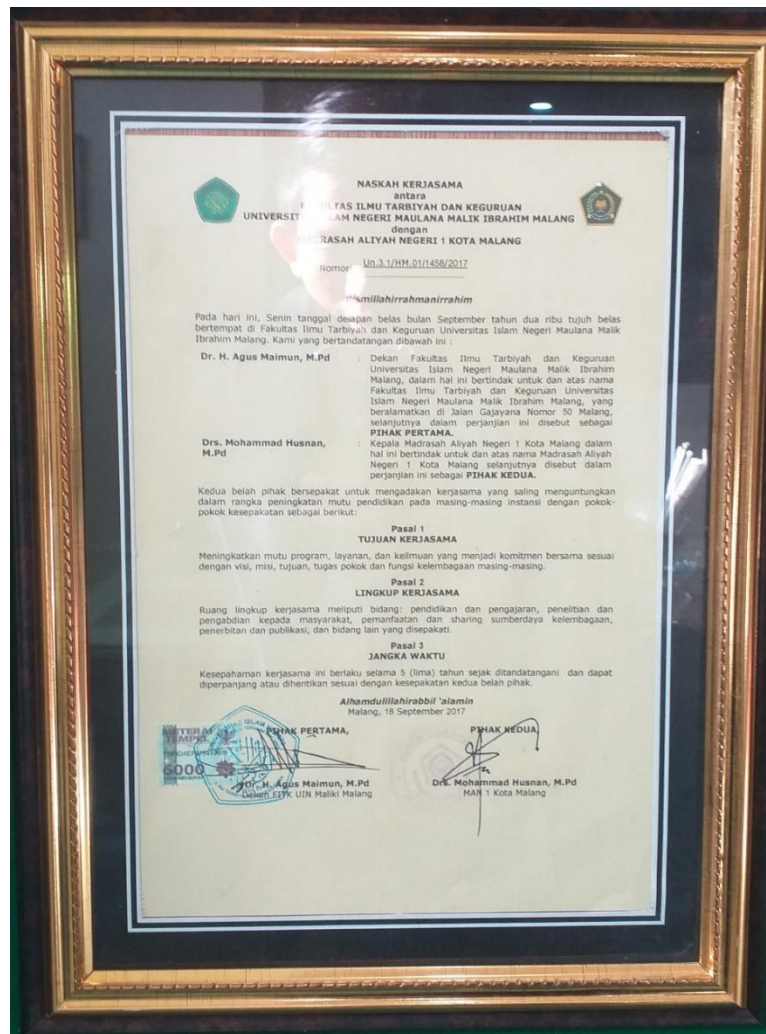 NASKAH KERJASAMA
antara
FAKULTAS ILMU TARBIYAH DAN KEGURUAN
UNIVERSITAS ISLAM NEGERI MAULANA MALIK IBRAHIM MALANG
dengan
MADRASAH ALIYAH NEGERI 1 KOTA MALANG
Nomor: Un.3.1/HM.01/1458/2017
Bismillahirrahmanirrahim
Pada hari ini, Senin tanggal delapan belas bulan September tahun dua ribu tujuh belas
bertempat di Fakultas Ilmu Tarbiyah dan Keguruan Universitas Islam Negeri Maulana Malik
Ibrahim Malang. Kami yang bertandatangan dibawah ini :
Dr. H. Agus Maimun, M.Pd : Dekan Fakultas Ilmu Tarbiyah dan Keguruan
Universitas Islam Negeri Maulana Malik Ibrahim
Malang, dalam hal ini bertindak untuk dan atas nama
Fakultas Ilmu Tarbiyah dan Keguruan Universitas
Islam Negeri Maulana Malik Ibrahim Malang, yang
beralamatkan di Jalan Gajayana Nomor 50 Malang,
selanjutnya dalam perjanjian ini disebut sebagai
PIHAK PERTAMA.
Drs. Mohammad Husnan, : Kepala Madrasah Aliyah Negeri 1 Kota Malang dalam
M.Pd hal ini bertindak untuk dan atas nama Madrasah Aliyah
Negeri 1 Kota Malang selanjutnya disebut dalam
perjanjian ini sebagai PIHAK KEDUA.
Kedua belah pihak bersepakat untuk mengadakan kerjasama yang saling menguntungkan
dalam rangka peningkatan mutu pendidikan pada masing-masing instansi dengan pokok-
pokok kesepakatan sebagai berikut:
Pasal 1
TUJUAN KERJASAMA
Meningkatkan mutu program, layanan, dan keilmuan yang menjadi komitmen bersama sesuai
dengan visi, misi, tujuan, tugas pokok dan fungsi kelembagaan masing-masing.
Pasal 2
LINGKUP KERJASAMA
Ruang lingkup kerjasama meliputi bidang: pendidikan dan pengajaran, penelitian dan
pengabdian kepada masyarakat, pemanfaatan dan sharing sumberdaya kelembagaan,
penerbitan dan publikasi, dan bidang lain yang disepakati.
Pasal 3
JANGKA WAKTU
Kesepahaman kerjasama ini berlaku selama 5 (lima) tahun sejak ditandatangani dan dapat
diperpanjang atau dihentikan sesuai dengan kesepakatan kedua belah pihak.
Alhamdulillahirabbil 'alamin
Malang, 18 September 2017
PIHAK PERTAMA, PIHAK KEDUA,
METERAI
TEMPEL
6000
Dr. H. Agus Maimun, M.Pd Drs. Mohammad Husnan, M.Pd
Dekan FITK UIN Maliki Malang MAN 1 Kota Malang